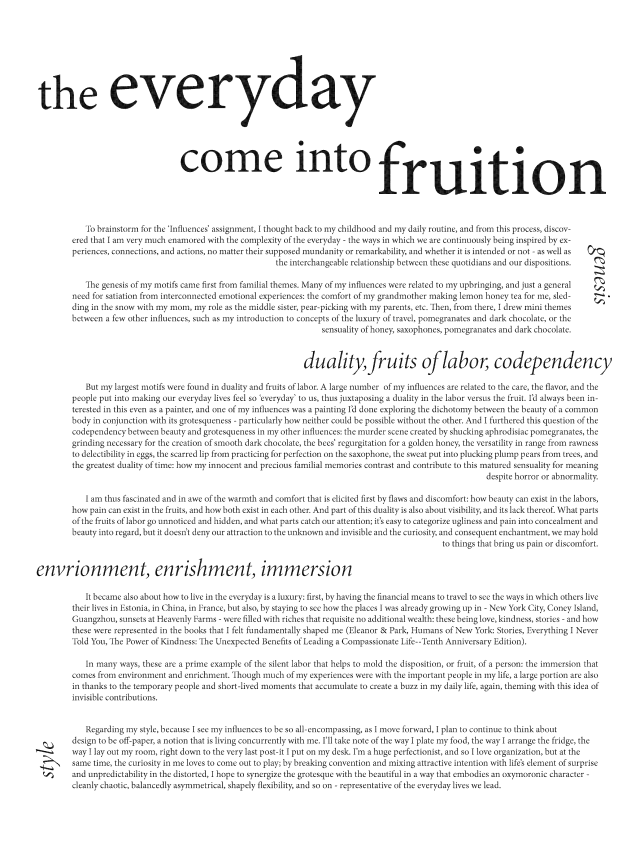 the everyday
come into fruition
To brainstorm for the 'Influences' assignment, I thought back to my childhood and my daily routine, and from this process, discov-
ered that I am very much enamored with the complexity of the everyday - the ways in which we are continuously being inspired by ex-
periences, connections, and actions, no matter their supposed mundanity or remarkability, and whether it is intended or not - as well as
the interchangeable relationship between these quotidians and our dispositions.
genesis
The genesis of my motifs came first from familial themes. Many of my influences were related to my upbringing, and just a general
need for satiation from interconnected emotional experiences: the comfort of my grandmother making lemon honey tea for me, sled-
ding in the snow with my mom, my role as the middle sister, pear-picking with my parents, etc. Then, from there, I drew mini themes
between a few other influences, such as my introduction to concepts of the luxury of travel, pomegranates and dark chocolate, or the
sensuality of honey, saxophones, pomegranates and dark chocolate.
duality, fruits of labor, codependency
But my largest motifs were found in duality and fruits of labor. A large number of my influences are related to the care, the flavor, and the
people put into making our everyday lives feel so 'everyday' to us, thus juxtaposing a duality in the labor versus the fruit. I'd always been in-
terested in this even as a painter, and one of my influences was a painting I'd done exploring the dichotomy between the beauty of a common
body in conjunction with its grotesqueness - particularly how neither could be possible without the other. And I furthered this question of the
codependency between beauty and grotesqueness in my other influences: the murder scene created by shucking aphrodisiac pomegranates, the
grinding necessary for the creation of smooth dark chocolate, the bees' regurgitation for a golden honey, the versatility in range from rawness
to delectibility in eggs, the scarred lip from practicing for perfection on the saxophone, the sweat put into plucking plump pears from trees, and
the greatest duality of time: how my innocent and precious familial memories contrast and contribute to this matured sensuality for meaning
despite horror or abnormality.
I am thus fascinated and in awe of the warmth and comfort that is elicited first by flaws and discomfort: how beauty can exist in the labors,
how pain can exist in the fruits, and how both exist in each other. And part of this duality is also about visibility, and its lack thereof. What parts
of the fruits of labor go unnoticed and hidden, and what parts catch our attention; it's easy to categorize ugliness and pain into concealment and
beauty into regard, but it doesn't deny our attraction to the unknown and invisible and the curiosity, and consequent enchantment, we may hold
to things that bring us pain or discomfort.
envrionment, enrishment, immersion
It became also about how to live in the everyday is a luxury: first, by having the financial means to travel to see the ways in which others live
their lives in Estonia, in China, in France, but also, by staying to see how the places I was already growing up in - New York City, Coney Island,
Guangzhou, sunsets at Heavenly Farms - were filled with riches that requisite no additional wealth: these being love, kindness, stories - and how
these were represented in the books that I felt fundamentally shaped me (Eleanor & Park, Humans of New York: Stories, Everything I Never
Told You, The Power of Kindness: The Unexpected Benefits of Leading a Compassionate Life--Tenth Anniversary Edition).
In many ways, these are a prime example of the silent labor that helps to mold the disposition, or fruit, of a person: the immersion that
comes from environment and enrichment. Though much of my experiences were with the important people in my life, a large portion are also
in thanks to the temporary people and short-lived moments that accumulate to create a buzz in my daily life, again, theming with this idea of
invisible contributions.
style
Regarding my style, because I see my influences to be so all-encompassing, as I move forward, I plan to continue to think about
design to be off-paper, a notion that is living concurrently with me. I'll take note of the way I plate my food, the way I arrange the fridge, the
way I lay out my room, right down to the very last post-it I put on my desk. I'm a huge perfectionist, and so I love organization, but at the
same time, the curiosity in me loves to come out to play; by breaking convention and mixing attractive intention with life's element of surprise
and unpredictability in the distorted, I hope to synergize the grotesque with the beautiful in a way that embodies an oxymoronic character -
cleanly chaotic, balancedly asymmetrical, shapely flexibility, and so on - representative of the everyday lives we lead.